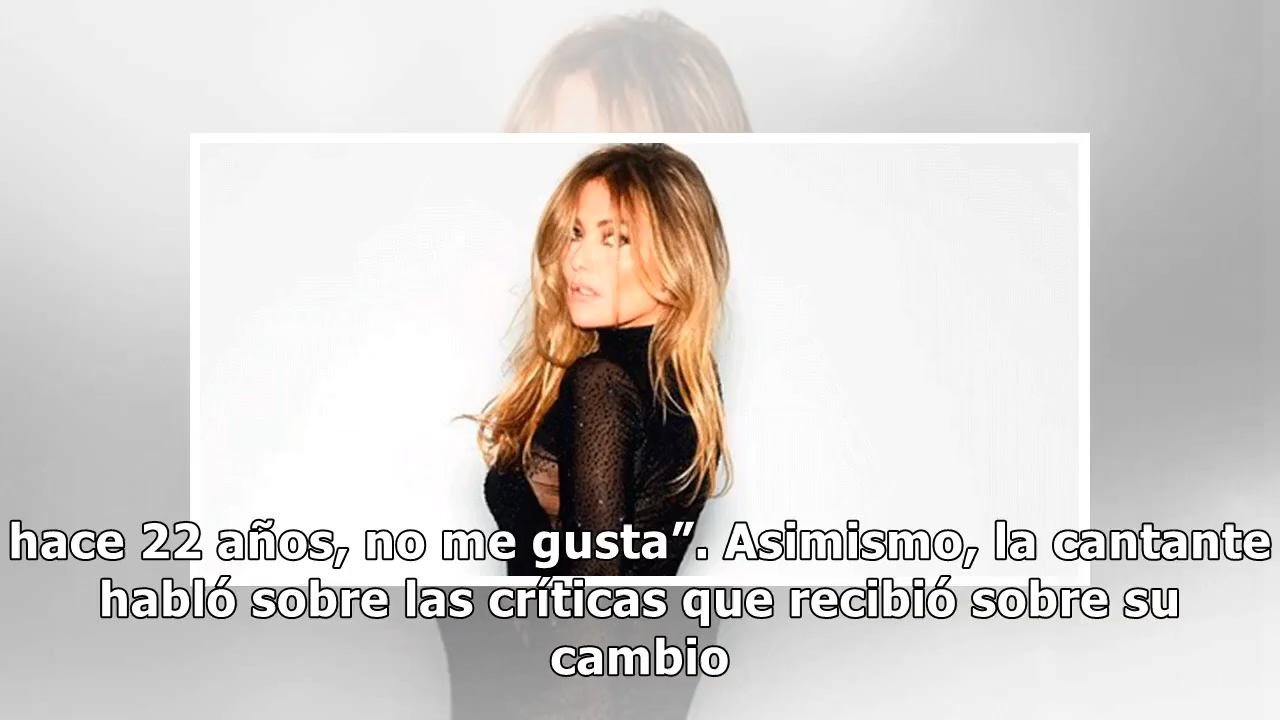 hace 22 años, no me gusta”. Asimismo, la cantante
habló sobre las críticas que recibió sobre su
cambio